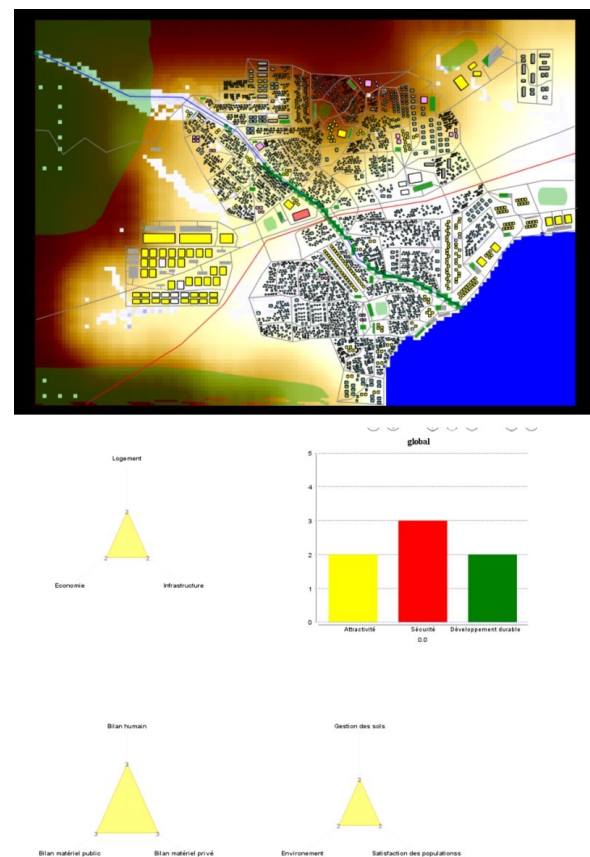 global
Logement
2
2
2
Economie
Infrastructure
5
4
3
2
1
0
Attractivité
Sécurité
Développement durable
0.0
Bilan humain
3
3
3
Bilan matériel public
Bilan matériel privé
Gestion des sols
2
2
2
Environement
Satisfaction des populationss